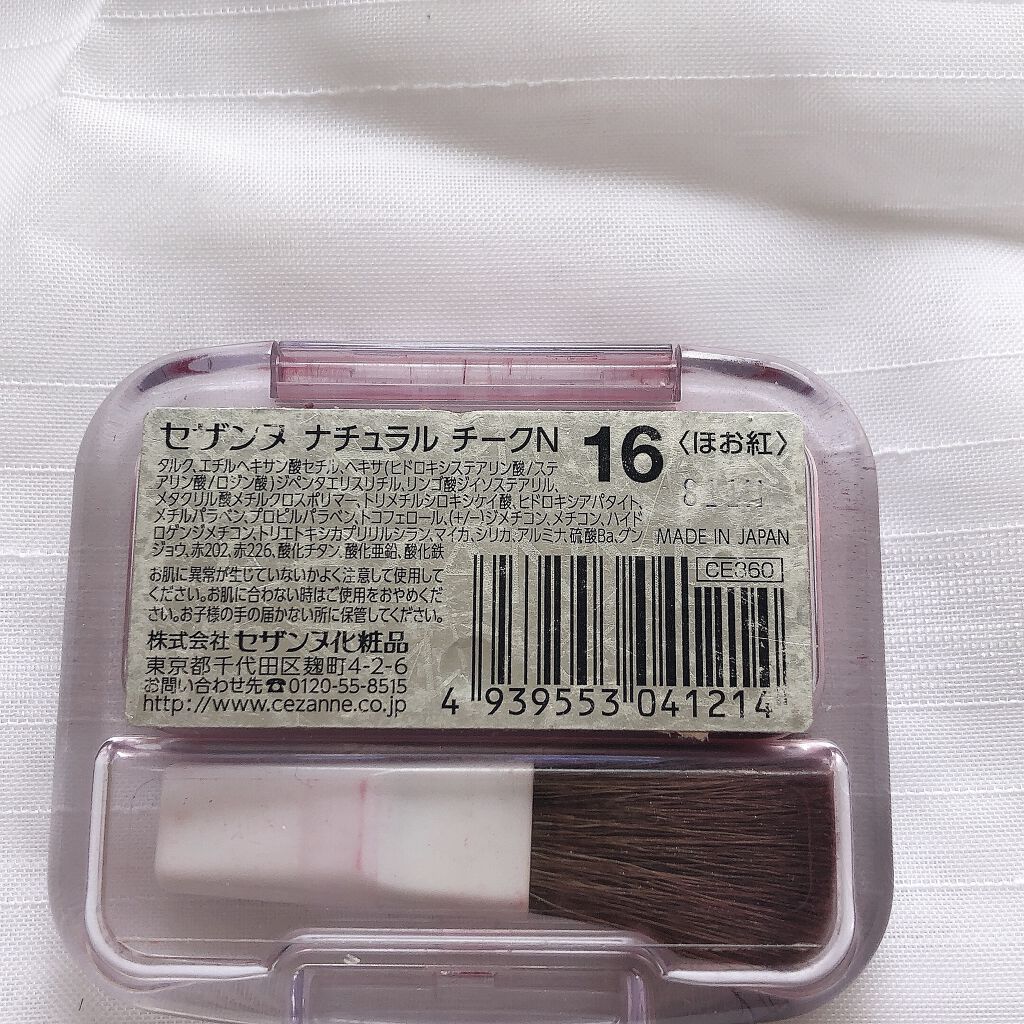 セザンヌ ナチュラル チークN 16 〈ほお紅〉
タルク、エチルヘキサン酸セチル、ヘキサ(ヒドロキシステアリン酸/ステ
アリン酸/ロジン酸)ジペンタエリスリチル、リンゴ酸ジイソステアリル、
メタクリル酸メチルクロスポリマー、トリメチルシロキシケイ酸、ヒドロキシアパタイト、
メチルパラベン、プロピルパラベン、トコフェロール、(+/−)ジメチコン、メチコン、ハイド
ロゲンジメチコン、トリエトキシカプリリルシラン、マイカ、シリカ、アルミナ、硫酸Ba、グン
ジョウ、赤202、赤226、酸化チタン、酸化亜鉛、酸化鉄
MADE IN JAPAN
CE360
お肌に異常が生じていないかよく注意して使用して
ください。お肌に合わない時はご使用をおやめくだ
さい。お子様の手の届かない所に保管してください。
株式会社 セザンヌ化粧品
東京都千代田区麹町4-2-6
お問い合わせ先☎0120-55-8515
http://www.cezanne.co.jp
4 939553 041214